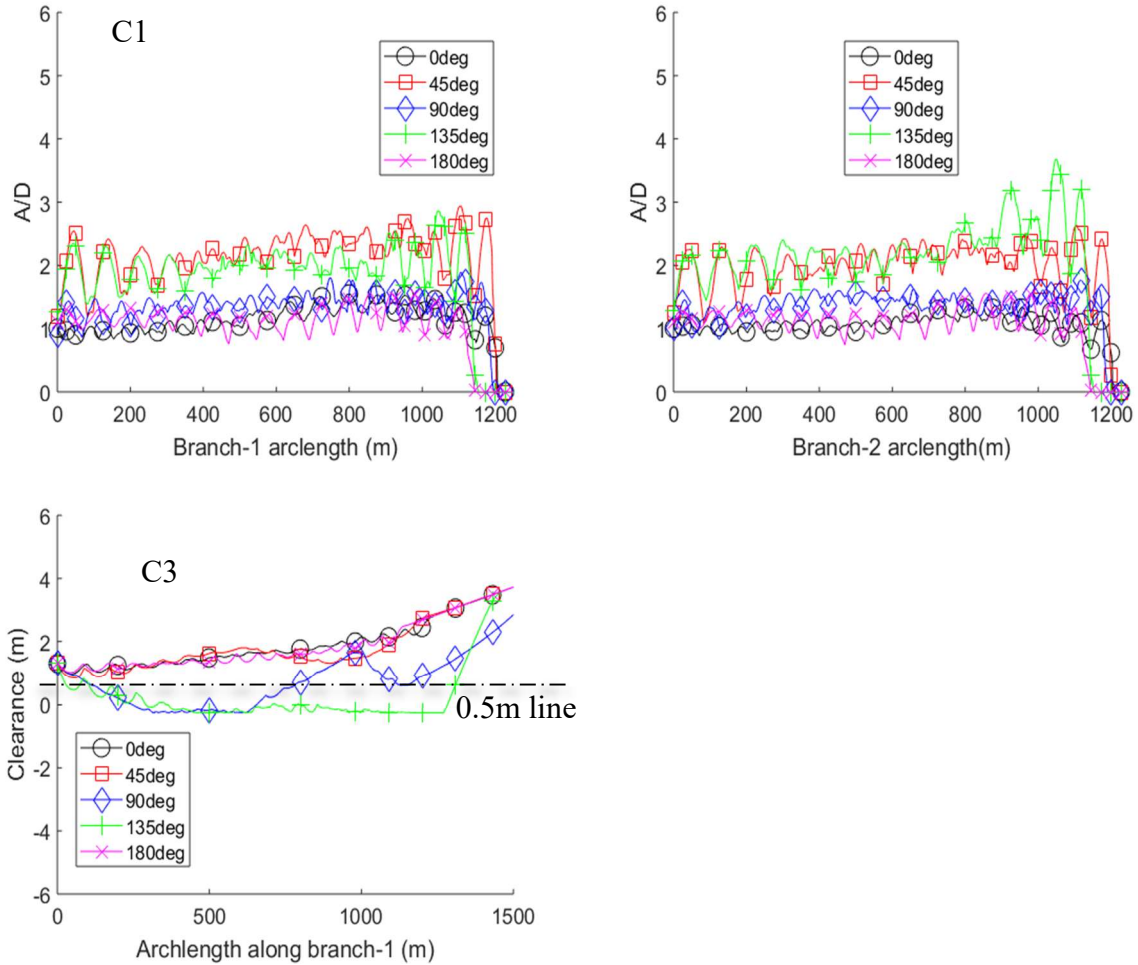 C1
6
5
4
3
2
1
0
A/D
0deg
45deg
90deg
135deg
180deg
0 200 400 600 800 1000 1200
Branch-1 arclength (m)
6
5
4
3
2
1
0
A/D
0deg
45deg
90deg
135deg
180deg
0 200 400 600 800 1000 1200
Branch-2 arclength(m)
C3
6
4
2
0
-2
-4
-6
Clearance (m)
0.5m line
0deg
45deg
90deg
135deg
180deg
0 500 1000 1500
Archlength along branch-1 (m)